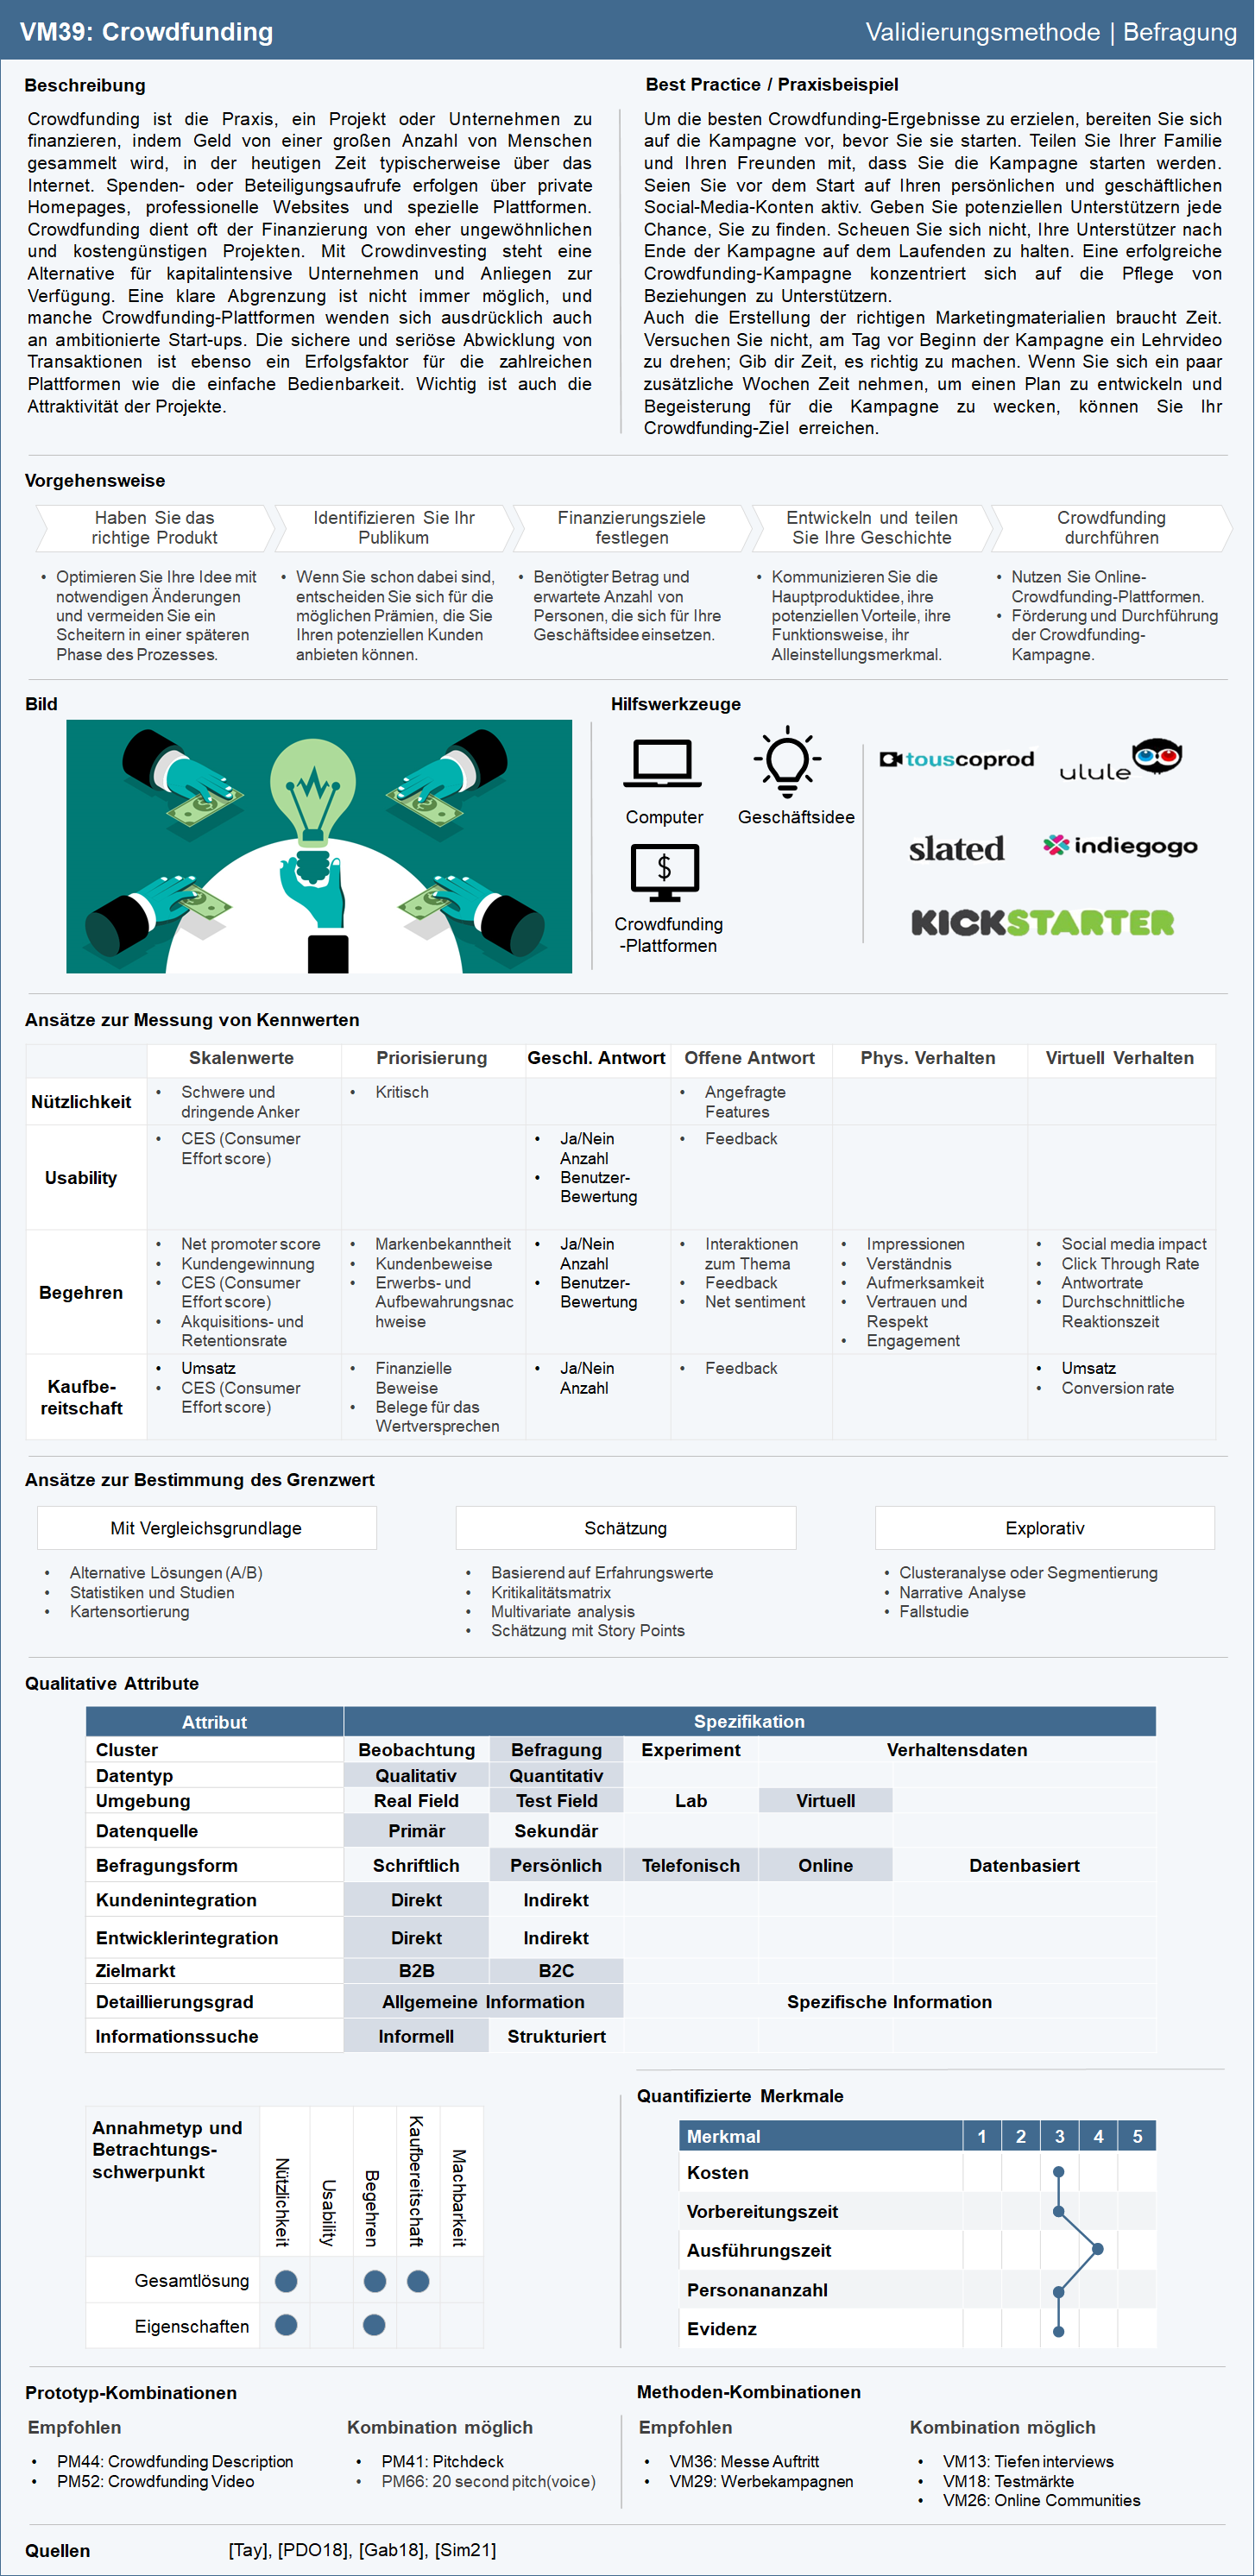 VM39: Crowdfunding
Validierungsmethode | Befragung
Beschreibung
Crowdfunding ist die Praxis, ein Projekt oder Unternehmen zu
finanzieren, indem Geld von einer großen Anzahl von Menschen
gesammelt wird, in der heutigen Zeit typischerweise über das
Internet. Spenden- oder Beteiligungsaufrufe erfolgen über private
Homepages, professionelle Websites und spezielle Plattformen.
Crowdfunding dient oft der Finanzierung von eher ungewöhnlichen
und kostengünstigen Projekten. Mit Crowdinvesting steht eine
Alternative für kapitalintensive Unternehmen und Anliegen zur
Verfügung. Eine klare Abgrenzung ist nicht immer möglich, und
manche Crowdfunding-Plattformen wenden sich ausdrücklich auch
an ambitionierte Start-ups. Die sichere und seriöse Abwicklung von
Transaktionen ist ebenso ein Erfolgsfaktor für die zahlreichen
Plattformen wie die einfache Bedienbarkeit. Wichtig ist auch die
Attraktivität der Projekte.
Best Practice / Praxisbeispiel
Um die besten Crowdfunding-Ergebnisse zu erzielen, bereiten Sie sich
auf die Kampagne vor, bevor Sie sie starten. Teilen Sie Ihrer Familie
und Ihren Freunden mit, dass Sie die Kampagne starten werden.
Seien Sie vor dem Start auf Ihren persönlichen und geschäftlichen
Social-Media-Konten aktiv. Geben Sie potenziellen Unterstützern jede
Chance, Sie zu finden. Scheuen Sie sich nicht, Ihre Unterstützer nach
Ende der Kampagne auf dem Laufenden zu halten. Eine erfolgreiche
Crowdfunding-Kampagne konzentriert sich auf die Pflege von
Beziehungen zu Unterstützern.
Auch die Erstellung der richtigen Marketingmaterialien braucht Zeit.
Versuchen Sie nicht, am Tag vor Beginn der Kampagne ein Lehrvideo
zu drehen; Gib dir Zeit, es richtig zu machen. Wenn Sie sich ein paar
zusätzliche Wochen Zeit nehmen, um einen Plan zu entwickeln und
Begeisterung für die Kampagne zu wecken, können Sie Ihr
Crowdfunding-Ziel erreichen.
Vorgehensweise
Haben Sie das
richtige Produkt
Identifizieren Sie Ihr
Publikum
Finanzierungsziele
festlegen
Entwickeln und teilen
Sie Ihre Geschichte
Crowdfunding
durchführen
• Optimieren Sie Ihre Idee mit
notwendigen Änderungen
und vermeiden Sie ein
Scheitern in einer späteren
Phase des Prozesses.
• Wenn Sie schon dabei sind,
entscheiden Sie sich für die
möglichen Prämien, die Sie
Ihren potenziellen Kunden
anbieten können.
• Benötigter Betrag und
erwartete Anzahl von
Personen, die sich für Ihre
Geschäftsidee einsetzen.
• Kommunizieren Sie die
Hauptproduktidee, ihre
potenziellen Vorteile, ihre
Funktionsweise, ihr
Alleinstellungsmerkmal.
• Nutzen Sie Online-
Crowdfunding-Plattformen.
• Förderung und Durchführung
der Crowdfunding-
Kampagne.
Bild
Hilfswerkzeuge
Computer
Geschäftsidee
$
Crowdfunding
-Plattformen
touscoprod
ulule
slated
indiegogo
KICKSTARTER
Ansätze zur Messung von Kennwerten
Skalenwerte Priorisierung Geschl. Antwort Offene Antwort Phys. Verhalten Virtuell Verhalten
Nützlichkeit
• Schwere und
dringende Anker
• Kritisch
• Angefragte
Features
Usability
• CES (Consumer
Effort score)
• Ja/Nein
Anzahl
• Benutzer-
Bewertung
• Feedback
Begehren
• Net promoter score
• Kundengewinnung
• CES (Consumer
Effort score)
• Akquisitions- und
Retentionsrate
• Markenbekanntheit
• Kundenbeweise
• Erwerbs- und
Aufbewahrungsnac
hweise
• Ja/Nein
Anzahl
• Benutzer-
Bewertung
• Interaktionen
zum Thema
• Feedback
• Net sentiment
• Impressionen
• Verständnis
• Aufmerksamkeit
• Vertrauen und
Respekt
• Engagement
• Social media impact
• Click Through Rate
• Antwortrate
• Durchschnittliche
Reaktionszeit
Kaufbe-
reitschaft
• Umsatz
• CES (Consumer
Effort score)
• Finanzielle
Beweise
• Belege für das
Wertversprechen
• Ja/Nein
Anzahl
• Feedback
• Umsatz
• Conversion rate
Ansätze zur Bestimmung des Grenzwert
Mit Vergleichsgrundlage
• Alternative Lösungen (A/B)
• Statistiken und Studien
• Kartensortierung
Schätzung
• Basierend auf Erfahrungswerte
• Kritikalitätsmatrix
• Multivariate analysis
• Schätzung mit Story Points
Explorativ
• Clusteranalyse oder Segmentierung
• Narrative Analyse
• Fallstudie
Qualitative Attribute
Attribut Spezifikation
Cluster Beobachtung Befragung Experiment Verhaltensdaten
Datentyp Qualitativ Quantitativ
Umgebung Real Field Test Field Lab Virtuell
Datenquelle Primär Sekundär
Befragungsform Schriftlich Persönlich Telefonisch Online Datenbasiert
Kundenintegration Direkt Indirekt
Entwicklerintegration Direkt Indirekt
Zielmarkt B2B B2C
Detaillierungsgrad Allgemeine Information Spezifische Information
Informationssuche Informell Strukturiert
Annahmetyp und
Betrachtungs-
schwerpunkt
Nützlichkeit
Usability
Begehren
Kaufbereitschaft
Machbarkeit
Gesamtlösung
Eigenschaften
Quantifizierte Merkmale
Merkmal 1 2 3 4 5
Kosten
Vorbereitungszeit
Ausführungszeit
Personananzahl
Evidenz
Prototyp-Kombinationen
Empfohlen
• PM44: Crowdfunding Description
• PM52: Crowdfunding Video
Kombination möglich
• PM41: Pitchdeck
• PM66: 20 second pitch(voice)
Methoden-Kombinationen
Empfohlen
• VM36: Messe Auftritt
• VM29: Werbekampagnen
Kombination möglich
• VM13: Tiefen interviews
• VM18: Testmärkte
• VM26: Online Communities
Quellen [Tay], [PDO18], [Gab18], [Sim21]